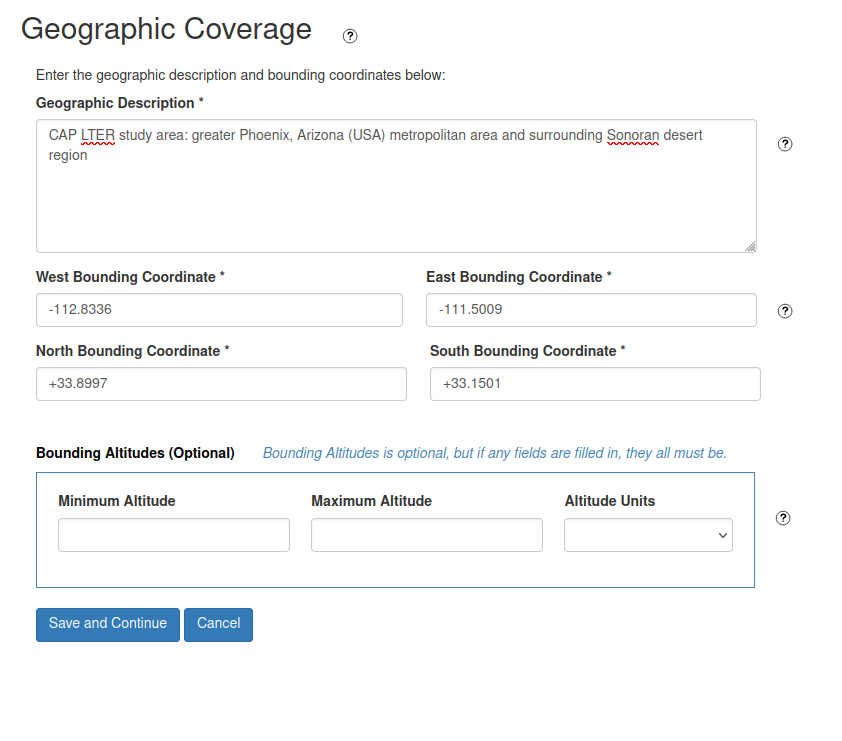 Geographic Coverage ?
Enter the geographic description and bounding coordinates below:
Geographic Description *
CAP LTER study area: greater Phoenix, Arizona (USA) metropolitan area and surrounding Sonoran desert
region
?
West Bounding Coordinate * East Bounding Coordinate *
-112.8336 -111.5009 ?
North Bounding Coordinate * South Bounding Coordinate *
+33.8997 +33.1501
Bounding Altitudes (Optional) Bounding Altitudes is optional, but if any fields are filled in, they all must be.
Minimum Altitude Maximum Altitude Altitude Units
?
Save and Continue Cancel